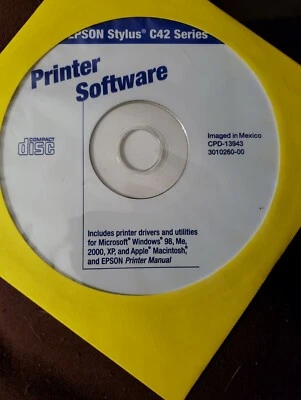 EPSON Stylus® C42 Series
Printer
Software
COMPACT
disc
Imaged in Mexico
CPD-13943
3010260-00
Includes printer drivers and utilities
for Microsoft® Windows® 98, Me,
2000, XP, and Apple® Macintosh®,
and EPSON Printer Manual